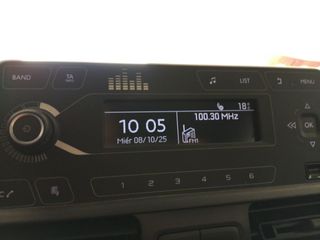 BAND
TA
LIST
MENU
18
100.30 MHz
10 05
Miér 08/10/25
FM1
OK
1 2 3 4 5 6